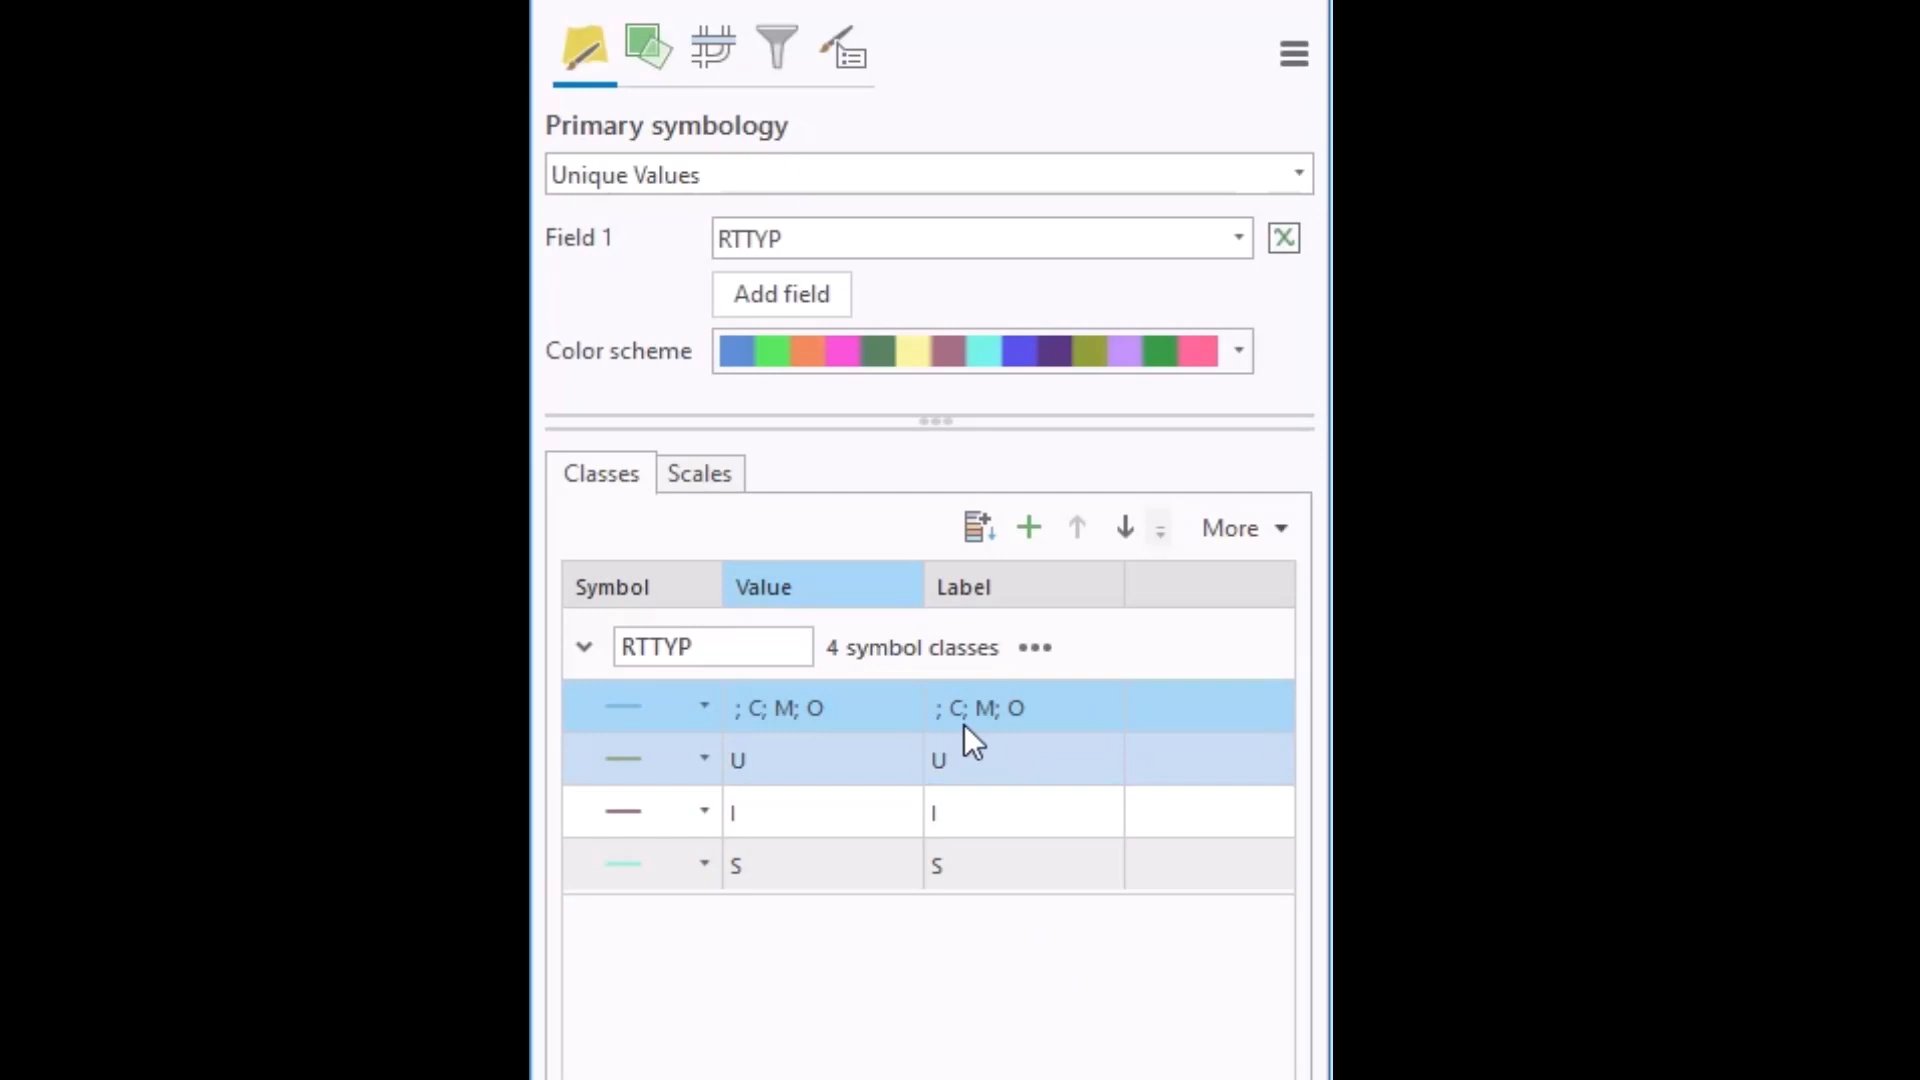 Primary symbology
Unique Values
Field 1 RTTYP
Add field
Color scheme
Classes Scales
More
Symbol Value Label
RTTYP 4 symbol classes
; C; M; O ; C; M; O
U U
I I
S S